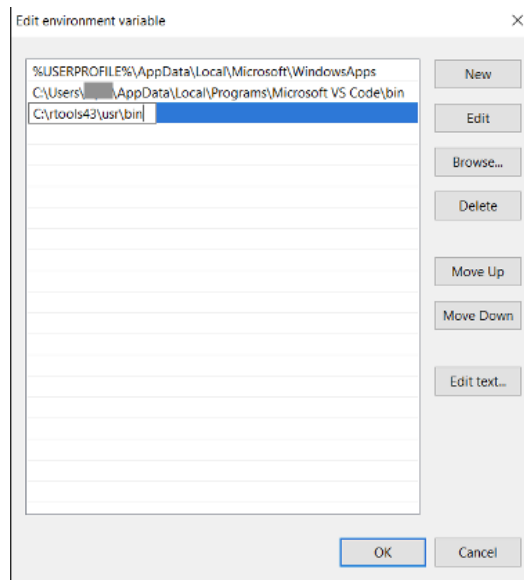 Edit environment variable
%USERPROFILE%\AppData\Local\Microsoft\WindowsApps
C:\Users\ \AppData\Local\Programs\Microsoft VS Code\bin
C:\rtools43\usr\bin
New
Edit
Browse...
Delete
Move Up
Move Down
Edit text...
OK
Cancel